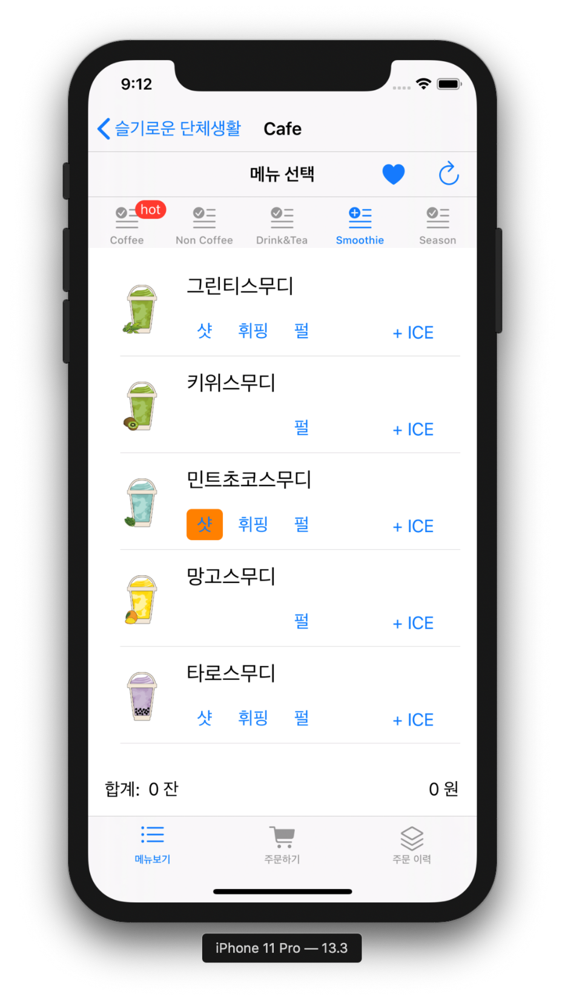 9:12
슬기로운 단체생활 Cafe
메뉴 선택
hot
Coffee Non Coffee Drink&Tea Smoothie Season
그린티스무디
샷 휘핑 펄 + ICE
키위스무디
펄 + ICE
민트초코스무디
샷 휘핑 펄 + ICE
망고스무디
펄 + ICE
타로스무디
샷 휘핑 펄 + ICE
합계: 0 잔 0 원
메뉴보기 주문하기 주문 이력
iPhone 11 Pro — 13.3